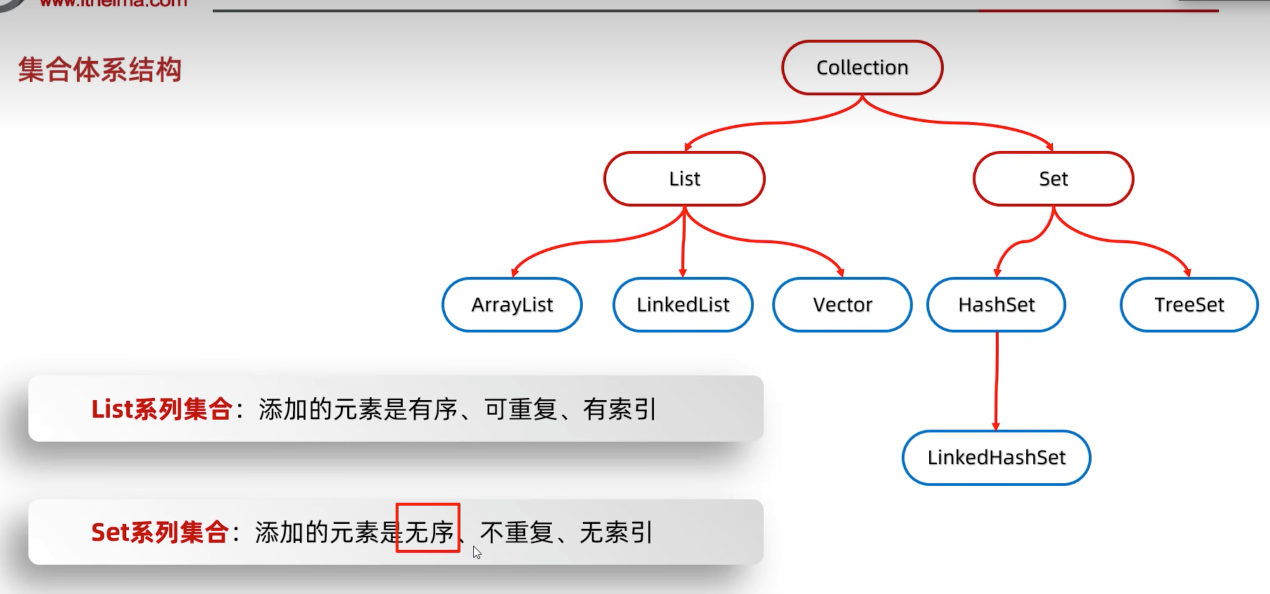 www.itheima.com
集合体系结构
Collection
List
Set
ArrayList
LinkedList
Vector
HashSet
TreeSet
List系列集合：添加的元素是有序、可重复、有索引
LinkedHashSet
Set系列集合：添加的元素是无序、不重复、无索引